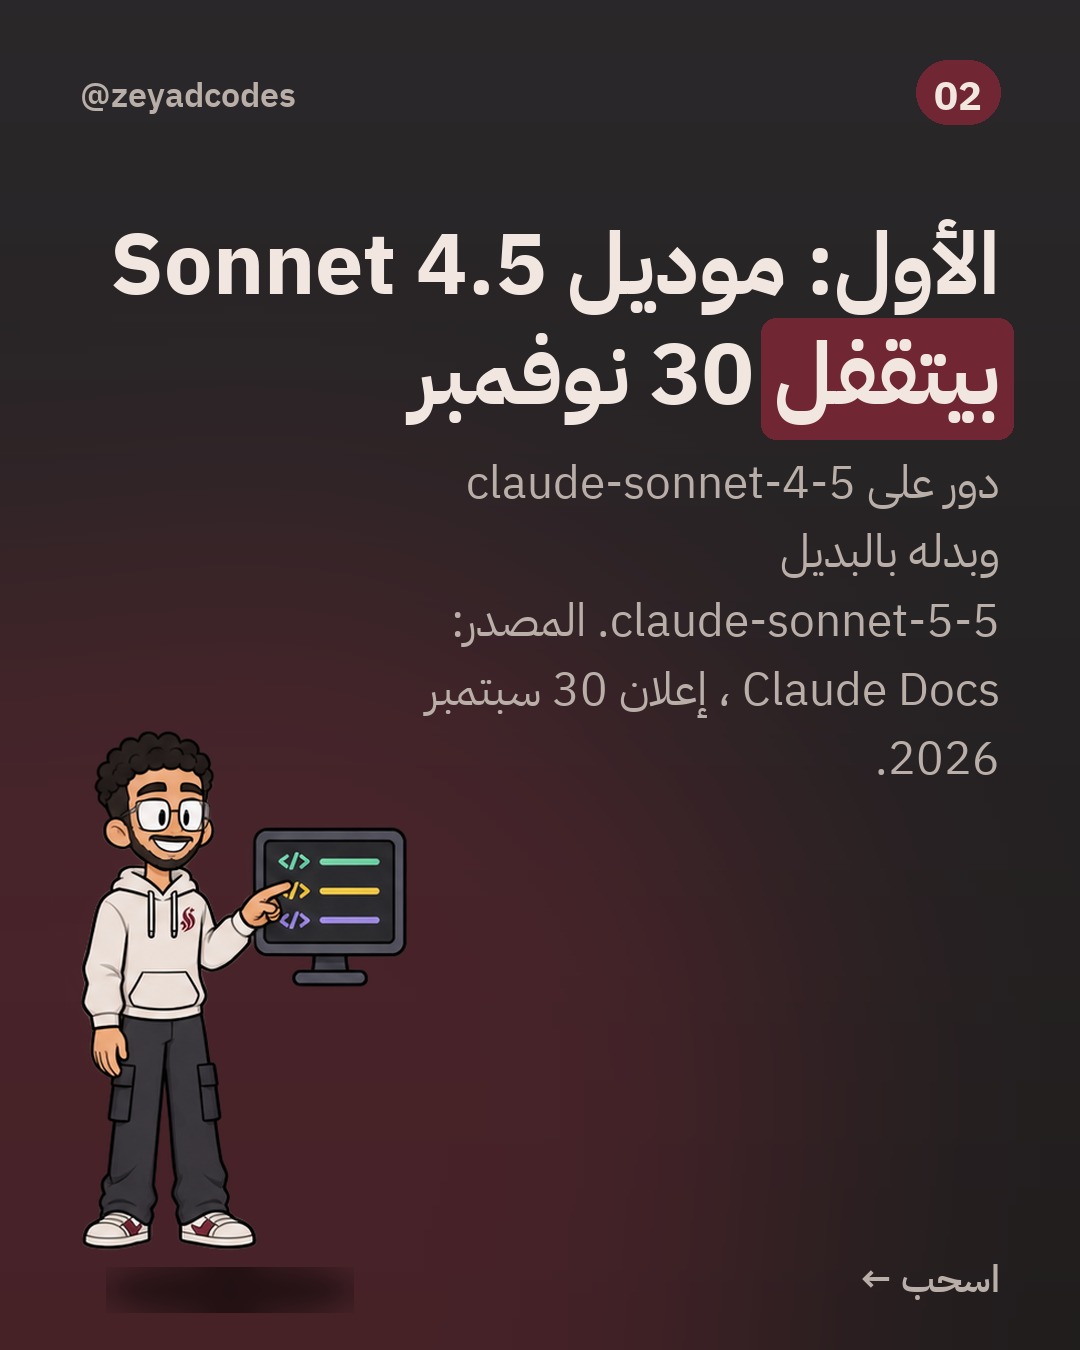 @zeyadcodes
02
الأول: موديل Sonnet 4.5
بيتقفل 30 نوفمبر
دور على claude-sonnet-4-5
وبدله بالبديل
claude-sonnet-5-5. المصدر:
Claude Docs ، إعلان 30 سبتمبر
2026.
</>
</>
</>
اسحب ←